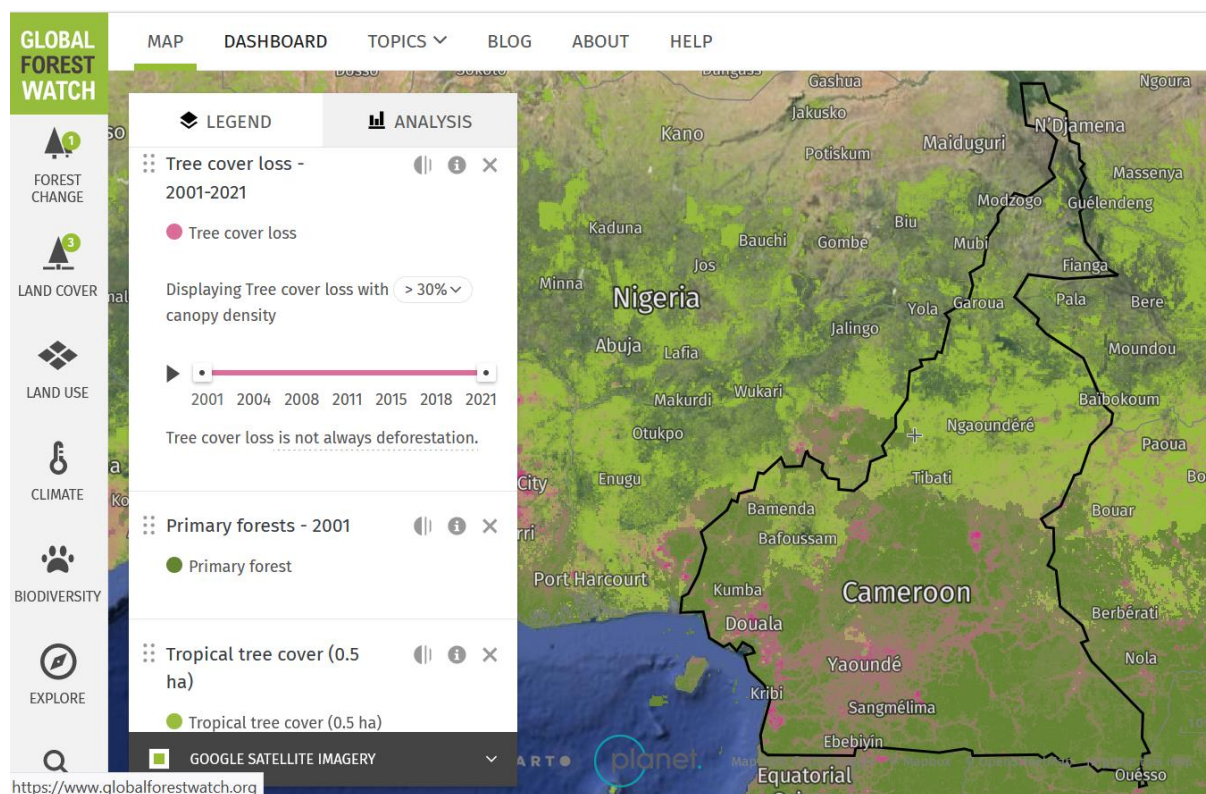 GLOBAL
FOREST
WATCH
MAP
DASHBOARD
TOPICS
BLOG
ABOUT
HELP
1
FOREST
CHANGE
3
LAND COVER
LAND USE
CLIMATE
BIODIVERSITY
EXPLORE
LEGEND
ANALYSIS
Tree cover loss -
2001-2021
Tree cover loss
Displaying Tree cover loss with > 30%
canopy density
2001 2004 2008 2011 2015 2018 2021
Tree cover loss is not always deforestation.
Primary forests - 2001
Primary forest
Tropical tree cover (0.5
ha)
Tropical tree cover (0.5 ha)
GOOGLE SATELLITE IMAGERY
https://www.globalforestwatch.org
Dosso
Sokoto
Gashua
Ngoura
Jakusko
Kano
N'Djamena
Maiduguri
Potiskum
Massenya
Modzogo
Guélendeng
Biu
Kaduna
Bauchi
Gombe
Mubi
Jos
Fianga
Minna
Nigeria
Yola
Garoua
Pala
Bere
Jalingo
Abuja
Lafia
Moundou
Wukari
Makurdi
Baïbokoum
Otukpo
Ngaoundéré
Paoua
Enugu
City
Tibati
Bamenda
Bouar
Bafoussam
Port Harcourt
Kumba
Cameroon
Berbérati
Douala
Yaoundé
Nola
Kribi
Sangmélima
Ebebiyín
planet.
Equatorial
Ouésso